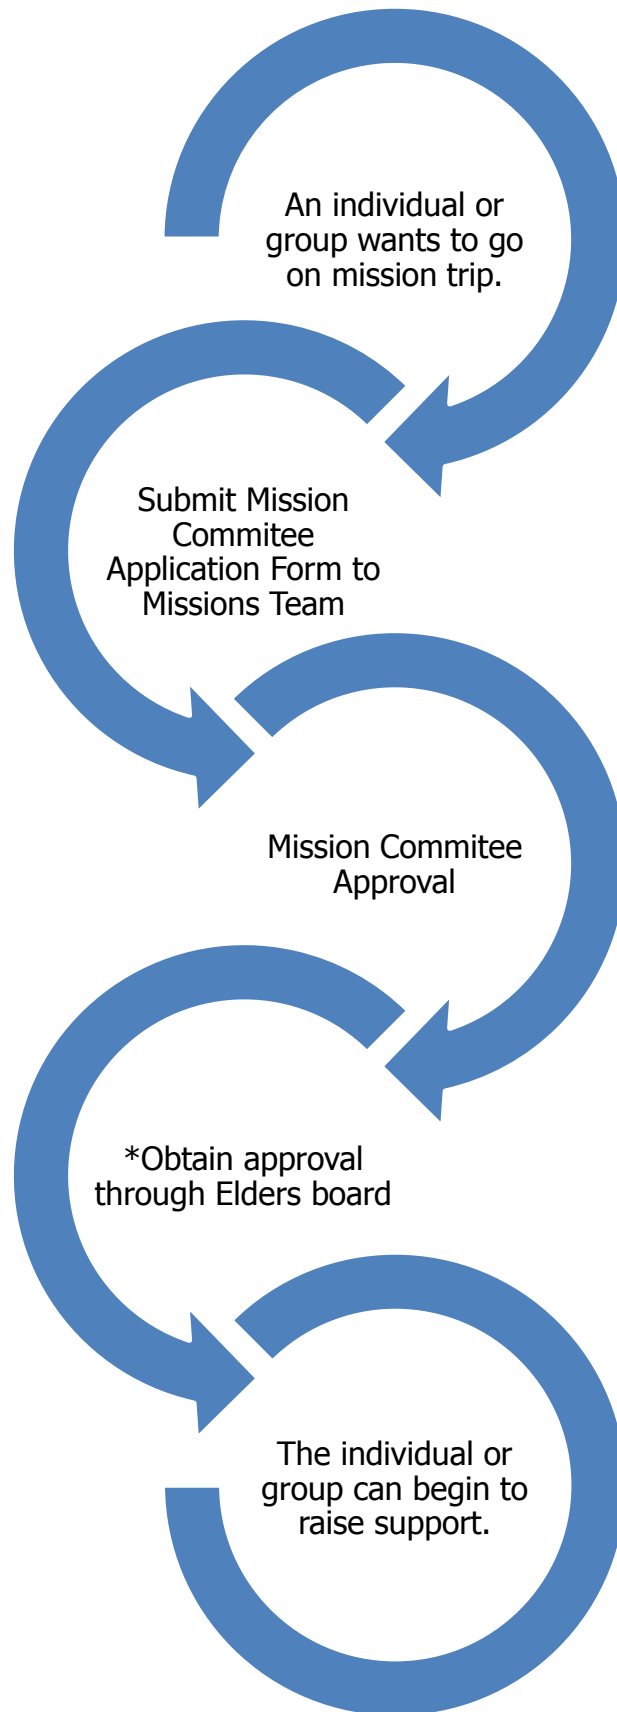 An individual or
group wants to go
on mission trip.
Submit Mission
Commitee
Application Form to
Missions Team
Mission Commitee
Approval
*Obtain approval
through Elders board
The individual or
group can begin to
raise support.